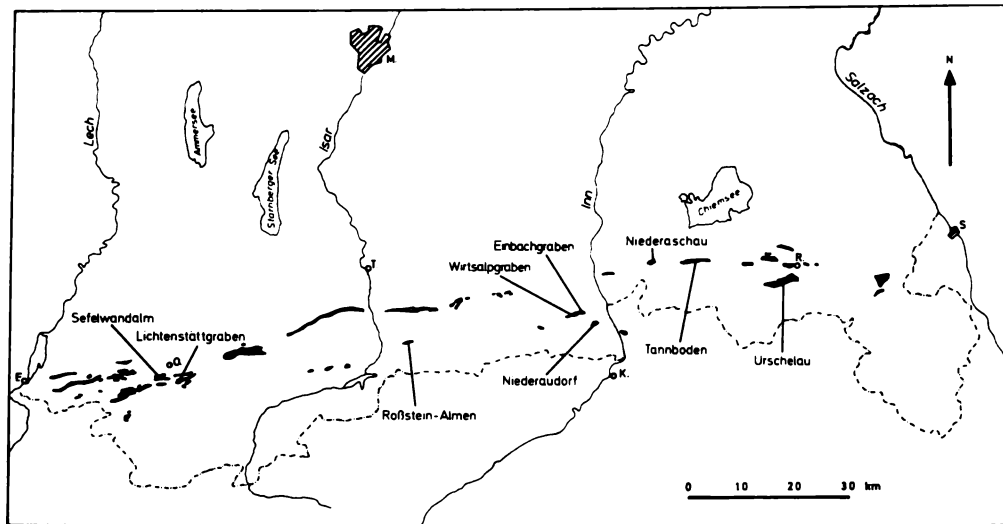 M.
N
Lech
Ammersee
Starnberger See
Isar
Inn
Salzach
Chiemsee
S
Einbachgraben
Wirtsalpgraben
Niederaschau
R.
T.
Sefelwandalm
Lichtenstättgraben
O.
E
Roßstein-Almen
Niederaudorf
K.
Tannboden
Urschelau
0 10 20 30 km